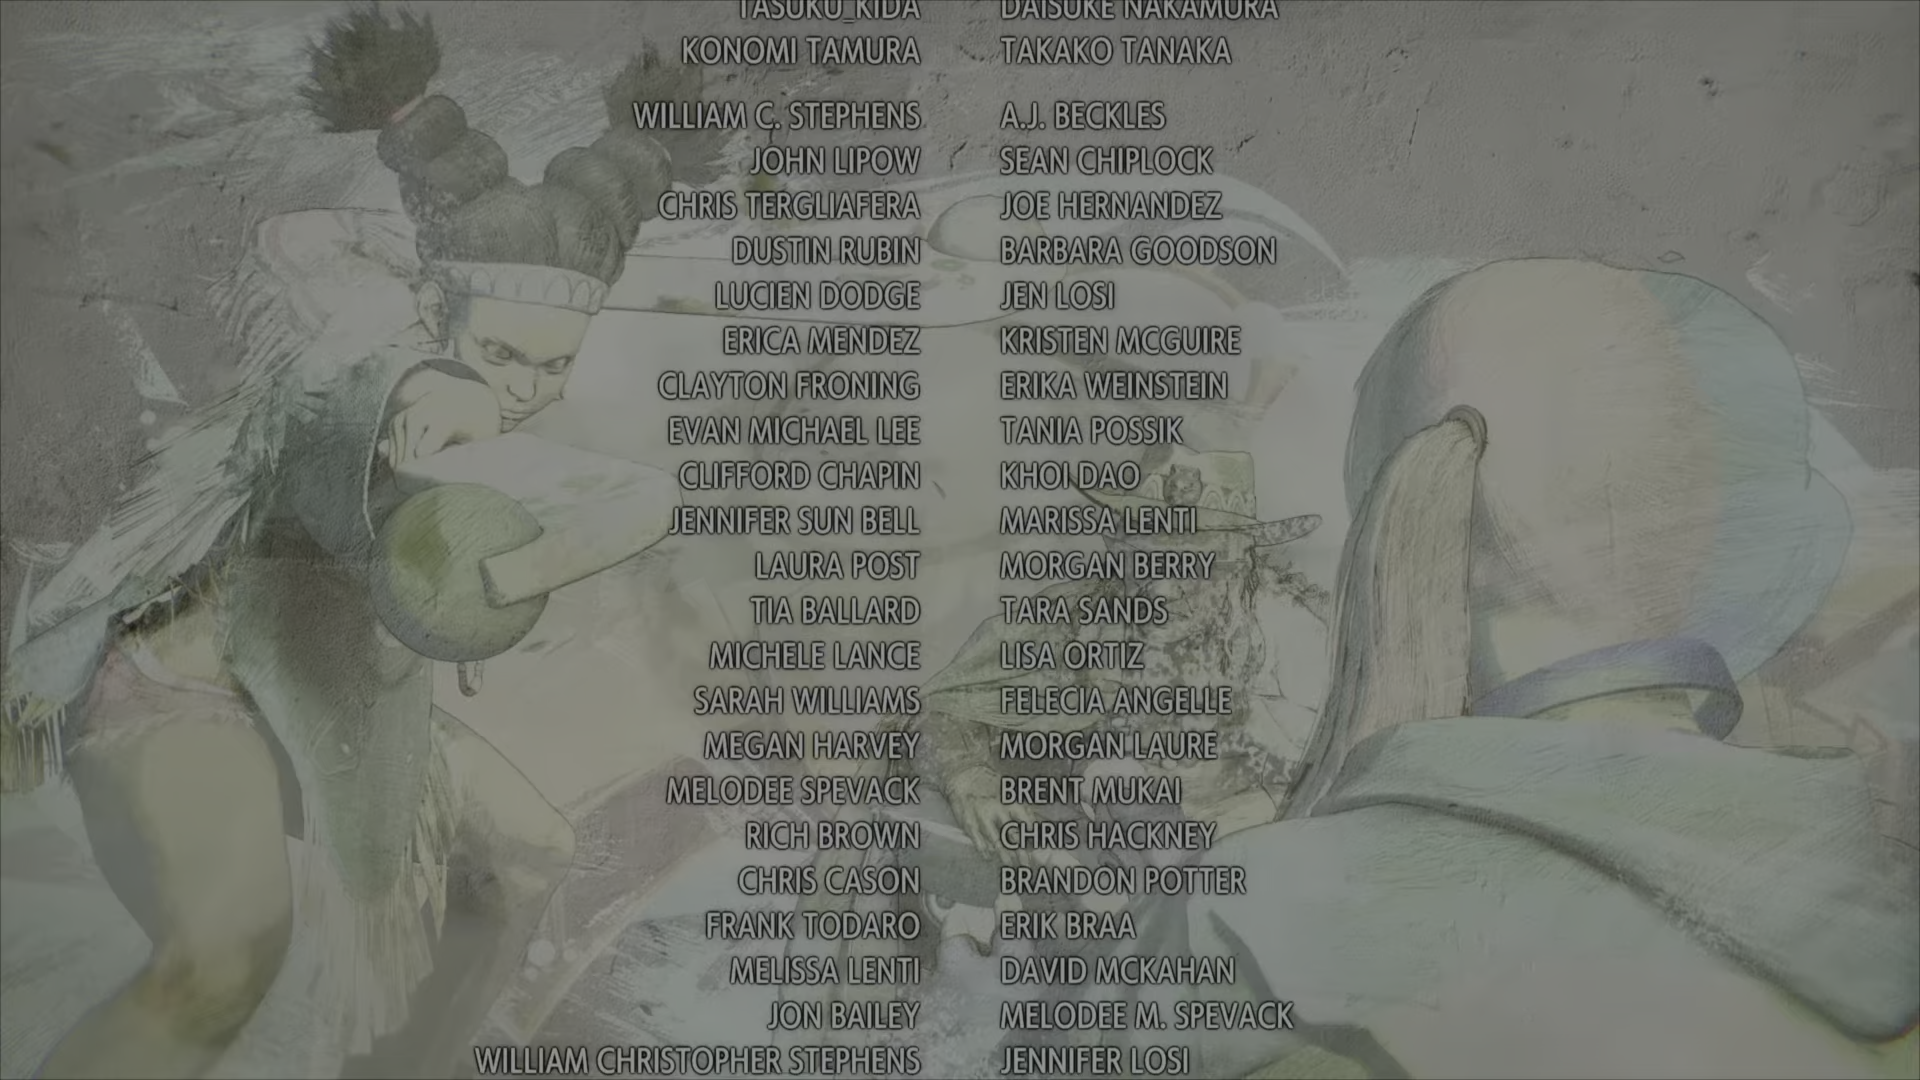 TASUKU_KIDA DAISUKE NAKAMURA
KONOMI TAMURA TAKAKO TANAKA
WILLIAM C. STEPHENS A.J. BECKLES
JOHN LIPOW SEAN CHIPLOCK
CHRIS TERGLIAFERA JOE HERNANDEZ
DUSTIN RUBIN BARBARA GOODSON
LUCIEN DODGE JEN LOSI
ERICA MENDEZ KRISTEN MCGUIRE
CLAYTON FRONING ERIKA WEINSTEIN
EVAN MICHAEL LEE TANIA POSSIK
CLIFFORD CHAPIN KHOI DAO
JENNIFER SUN BELL MARISSA LENTI
LAURA POST MORGAN BERRY
TIA BALLARD TARA SANDS
MICHELE LANCE LISA ORTIZ
SARAH WILLIAMS FELECIA ANGELLE
MEGAN HARVEY MORGAN LAURE
MELODEE SPEVACK BRENT MUKAI
RICH BROWN CHRIS HACKNEY
CHRIS CASON BRANDON POTTER
FRANK TODARO ERIK BRAA
MELISSA LENTI DAVID MCKAHAN
JON BAILEY MELODEE M. SPEVACK
WILLIAM CHRISTOPHER STEPHENS JENNIFER LOSI